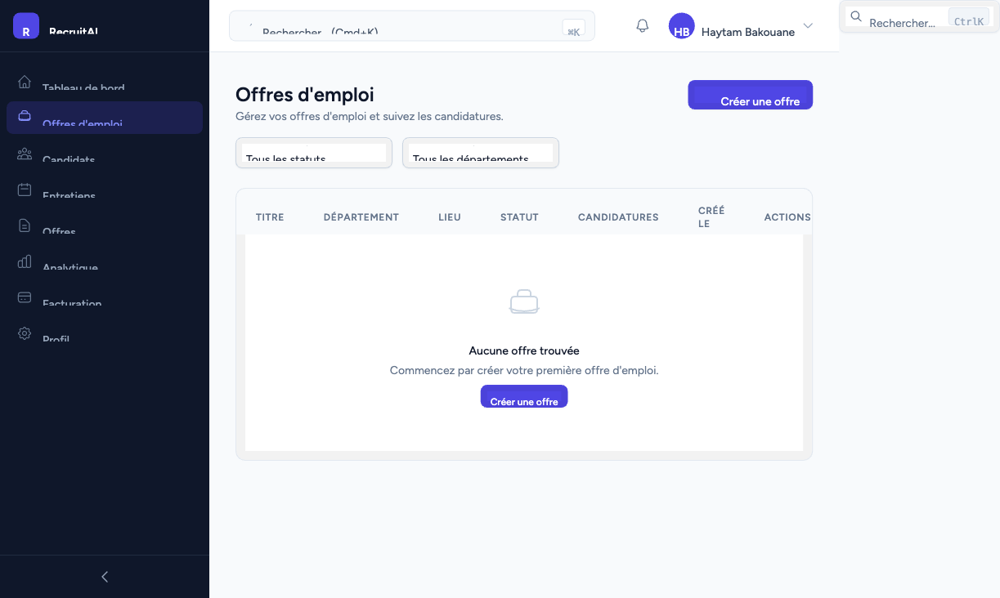 R
RecruitAI
Tableau de bord
Offres d'emploi
Candidats
Entretiens
Offres
Analytique
Facturation
Profil
Rechercher... (Cmd+K)
⌘K
HB
Haytam Bakouane
Rechercher...
CtrlK
Offres d'emploi
Créer une offre
Gérez vos offres d'emploi et suivez les candidatures.
Tous les statuts
Tous les départements
TITRE
DÉPARTEMENT
LIEU
STATUT
CANDIDATURES
CRÉÉ
LE
ACTIONS
Aucune offre trouvée
Commencez par créer votre première offre d'emploi.
Créer une offre